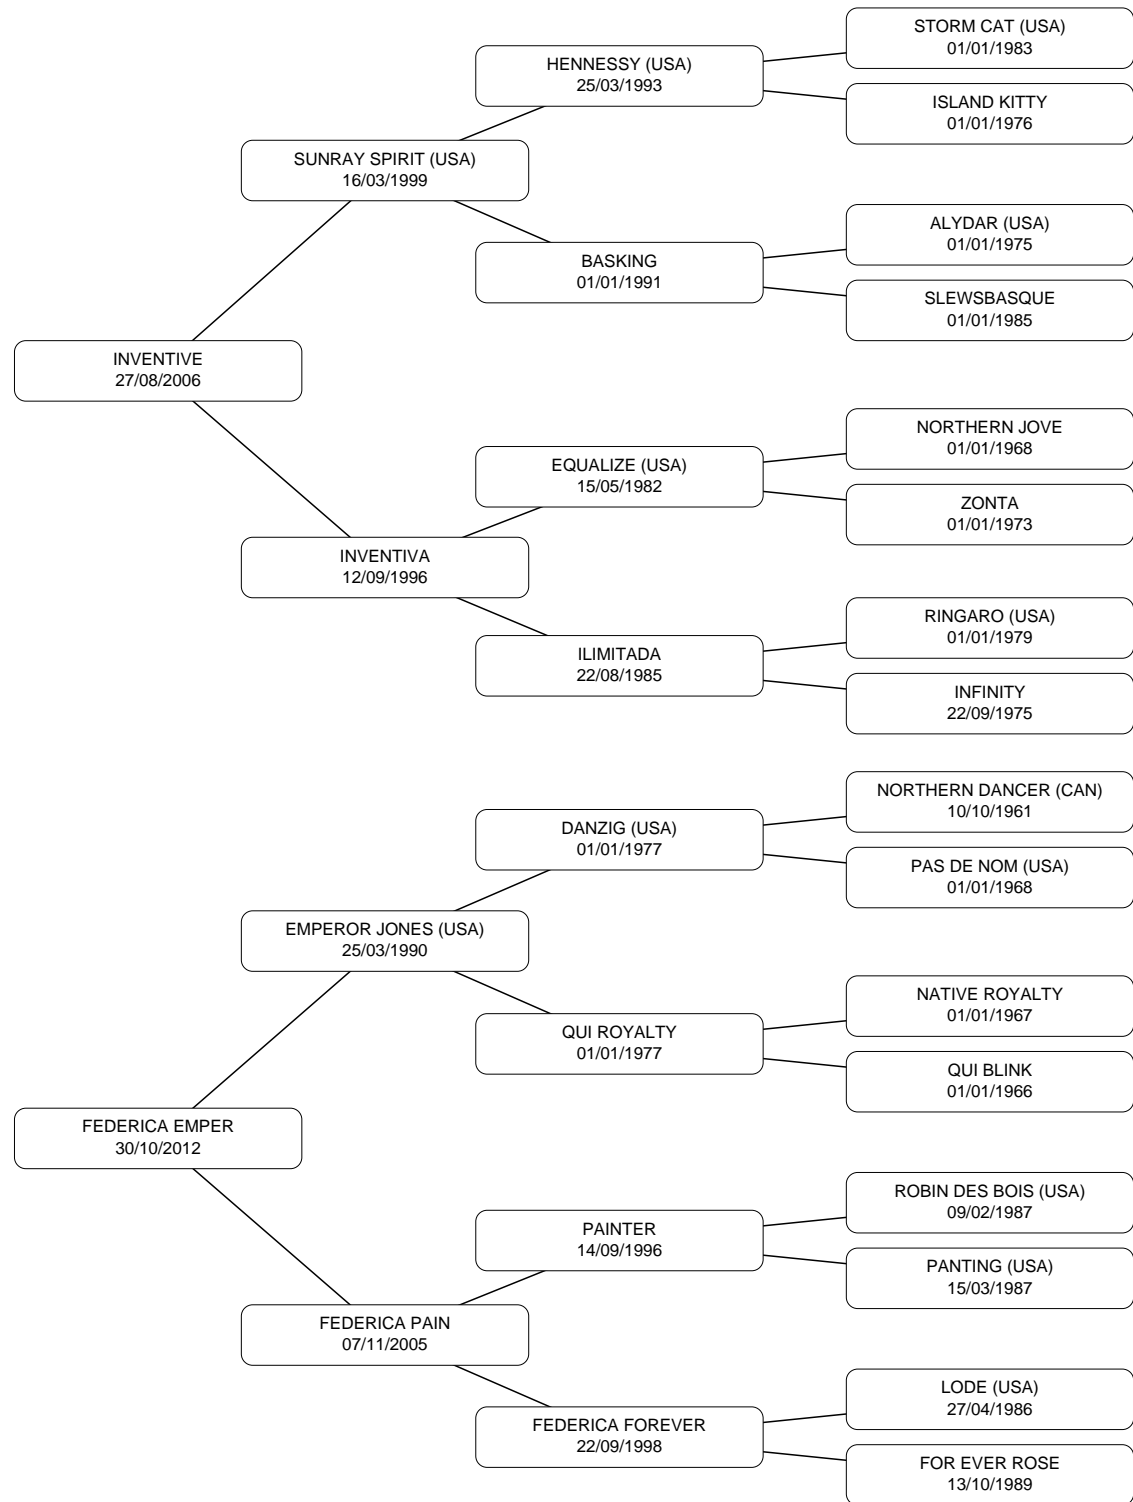 STORM CAT (USA)
01/01/1983
HENNESSY (USA)
25/03/1993
ISLAND KITTY
01/01/1976
SUNRAY SPIRIT (USA)
16/03/1999
ALYDAR (USA)
01/01/1975
BASKING
01/01/1991
SLEWSBASQUE
01/01/1985
INVENTIVE
27/08/2006
NORTHERN JOVE
01/01/1968
EQUALIZE (USA)
15/05/1982
ZONTA
01/01/1973
INVENTIVA
12/09/1996
RINGARO (USA)
01/01/1979
ILIMITADA
22/08/1985
INFINITY
22/09/1975
NORTHERN DANCER (CAN)
10/10/1961
DANZIG (USA)
01/01/1977
PAS DE NOM (USA)
01/01/1968
EMPEROR JONES (USA)
25/03/1990
NATIVE ROYALTY
01/01/1967
QUI ROYALTY
01/01/1977
QUI BLINK
01/01/1966
FEDERICA EMPER
30/10/2012
ROBIN DES BOIS (USA)
09/02/1987
PAINTER
14/09/1996
PANTING (USA)
15/03/1987
FEDERICA PAIN
07/11/2005
LODE (USA)
27/04/1986
FEDERICA FOREVER
22/09/1998
FOR EVER ROSE
13/10/1989